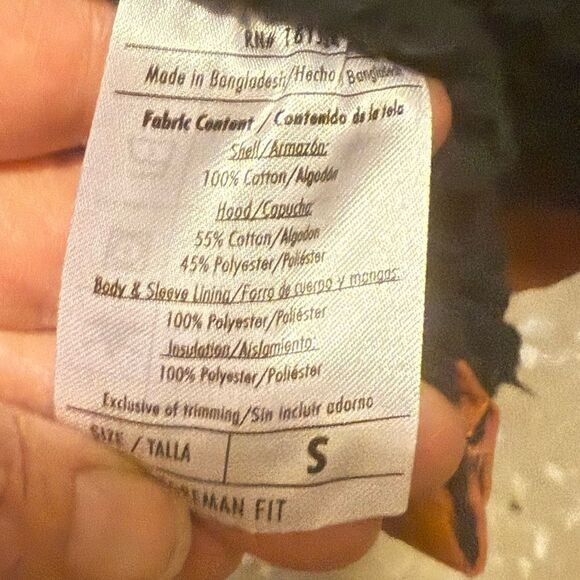 RN#
Made in Bangladesh/Hecho
Fabric Content / Contenido de la tela
Shell/Armazón:
100% Cotton/Algodón
Hood/Capucha:
55% Cotton/Algodon
45% Polyester/Poliéster
Body & Sleeve Lining/Forro de cuerpo y mangas:
100% Polyester/Poliéster
Insulation/Aislamiento:
100% Polyester/Poliéster
Exclusive of trimming/Sin incluir adorno
SIZE / TALLA S
FIT